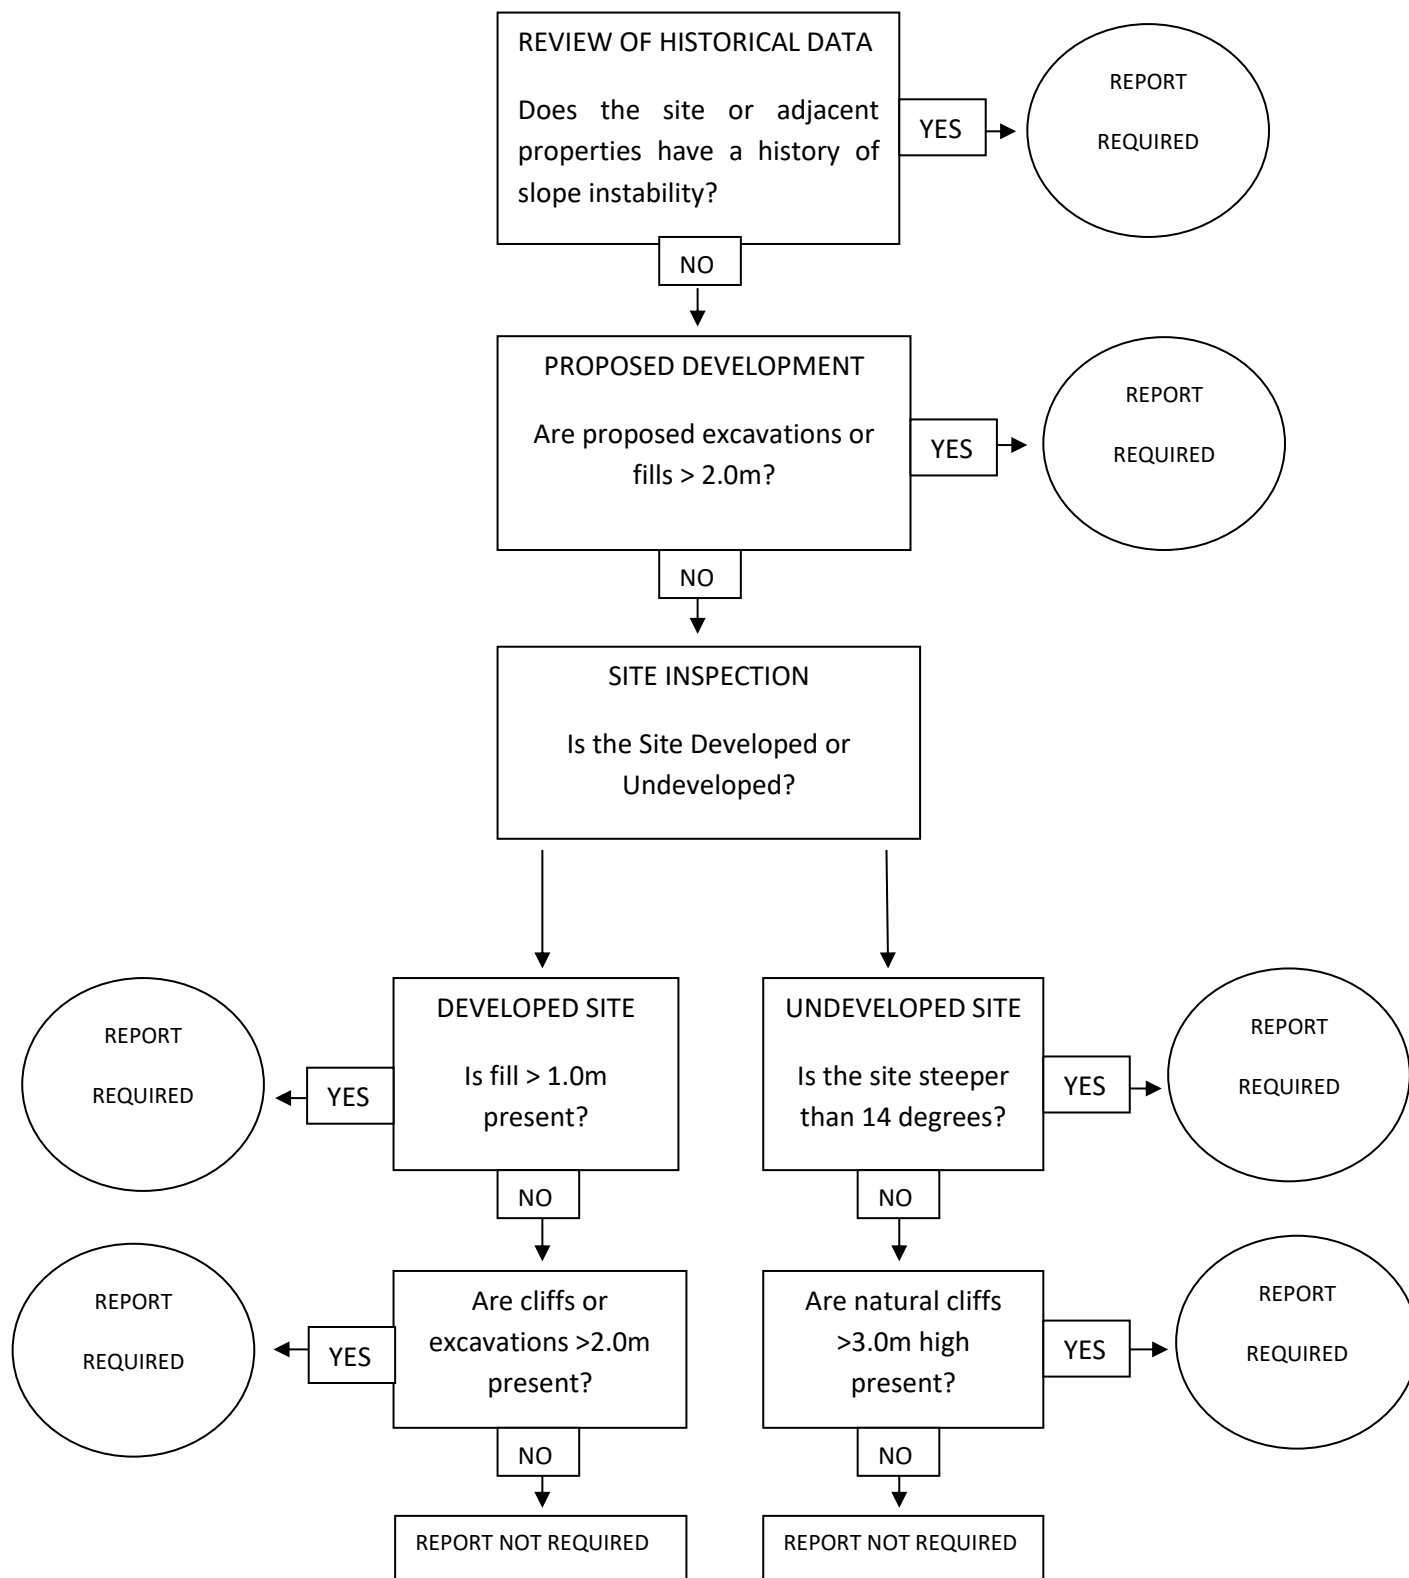 REVIEW OF HISTORICAL DATA
Does the site or adjacent
properties have a history of
slope instability?
YES
REPORT
REQUIRED
NO
PROPOSED DEVELOPMENT
Are proposed excavations or
fills > 2.0m?
YES
REPORT
REQUIRED
NO
SITE INSPECTION
Is the Site Developed or
Undeveloped?
DEVELOPED SITE
Is fill > 1.0m
present?
YES
REPORT
REQUIRED
NO
UNDEVELOPED SITE
Is the site steeper
than 14 degrees?
YES
REPORT
REQUIRED
NO
Are cliffs or
excavations >2.0m
present?
YES
REPORT
REQUIRED
NO
REPORT NOT REQUIRED
Are natural cliffs
>3.0m high
present?
YES
REPORT
REQUIRED
NO
REPORT NOT REQUIRED